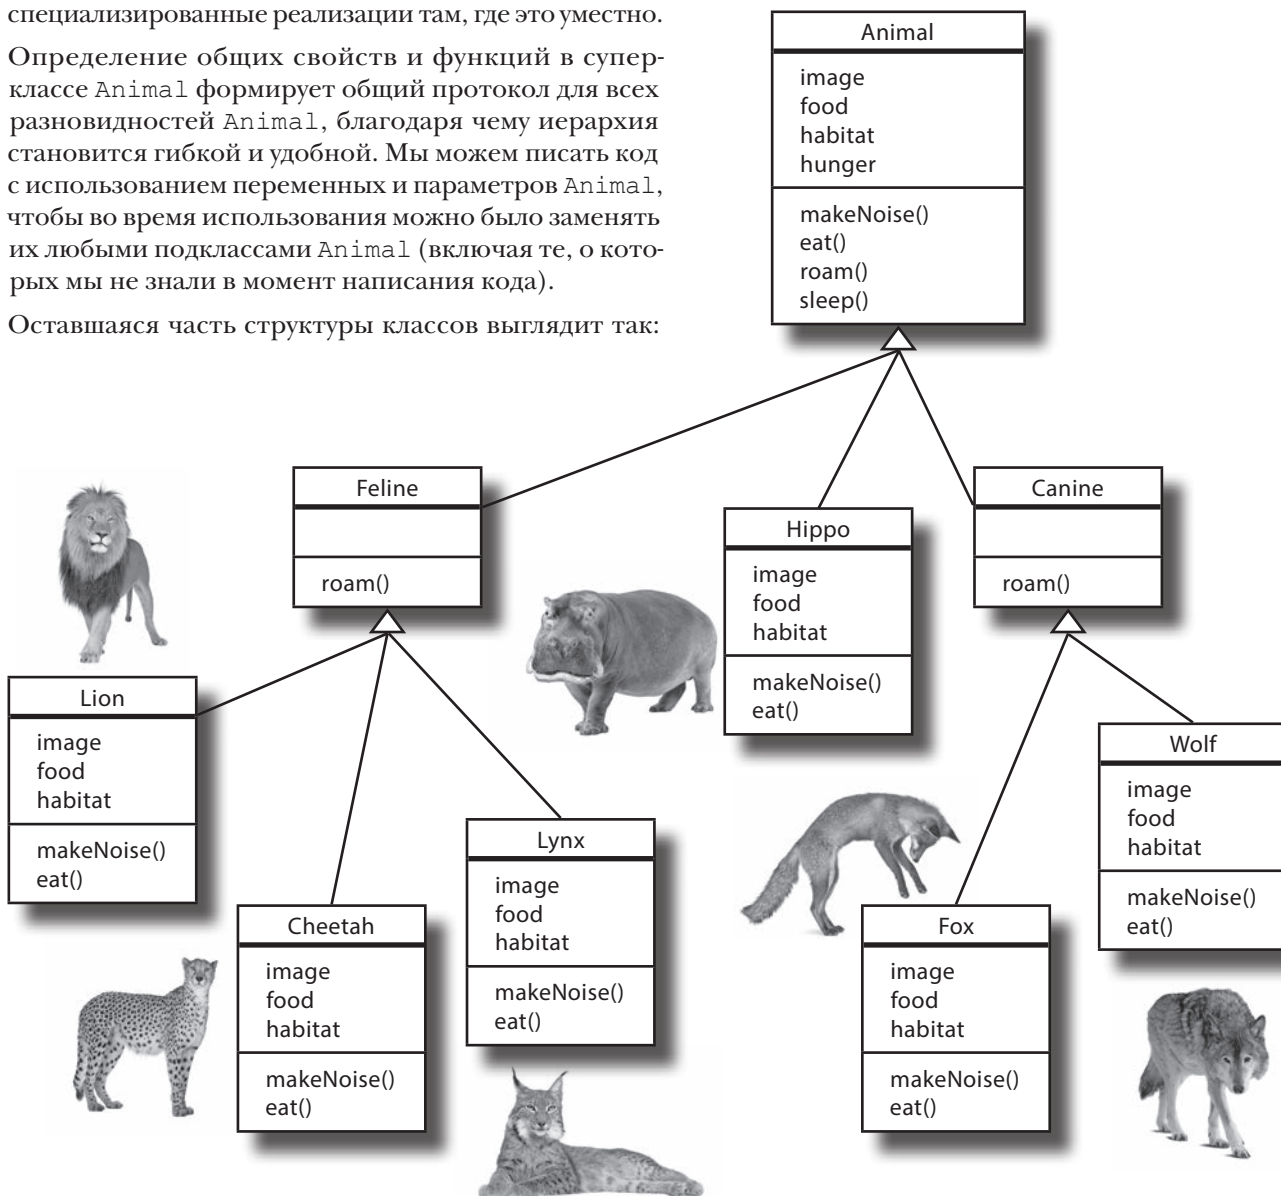 специализированные реализации там, где это уместно.
Определение общих свойств и функций в супер-
классе Animal формирует общий протокол для всех
разновидностей Animal, благодаря чему иерархия
становится гибкой и удобной. Мы можем писать код
с использованием переменных и параметров Animal,
чтобы во время использования можно было заменять
их любыми подклассами Animal (включая те, о кото-
рых мы не знали в момент написания кода).
Оставшаяся часть структуры классов выглядит так:
Animal
image
food
habitat
hunger
makeNoise()
eat()
roam()
sleep()
Feline
roam()
Hippo
image
food
habitat
makeNoise()
eat()
Canine
roam()
Lion
image
food
habitat
makeNoise()
eat()
Cheetah
image
food
habitat
makeNoise()
eat()
Lynx
image
food
habitat
makeNoise()
eat()
Fox
image
food
habitat
makeNoise()
eat()
Wolf
image
food
habitat
makeNoise()
eat()